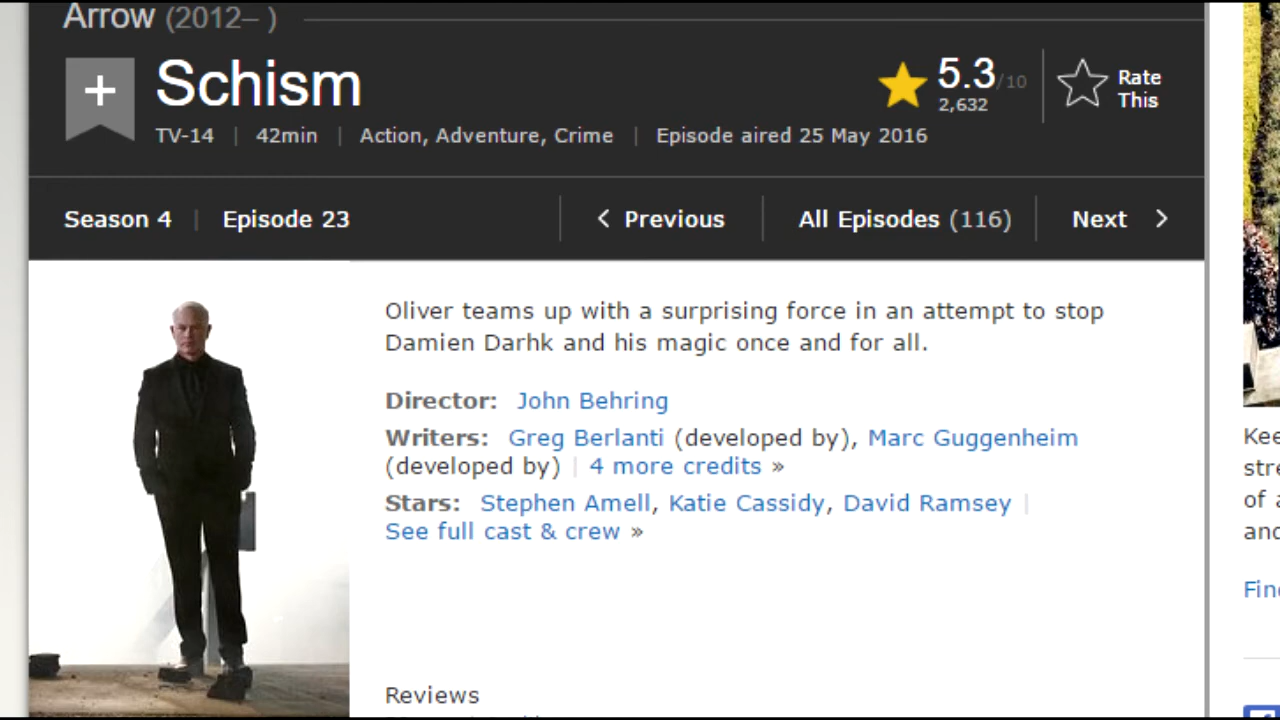 Arrow (2012– )
+ Schism
5.3/10
2,632
Rate
This
TV-14 | 42min | Action, Adventure, Crime | Episode aired 25 May 2016
Season 4 | Episode 23
Previous | All Episodes (116) | Next
Oliver teams up with a surprising force in an attempt to stop
Damien Darhk and his magic once and for all.
Director: John Behring
Writers: Greg Berlanti (developed by), Marc Guggenheim
(developed by) | 4 more credits »
Stars: Stephen Amell, Katie Cassidy, David Ramsey |
See full cast & crew »
Reviews
of